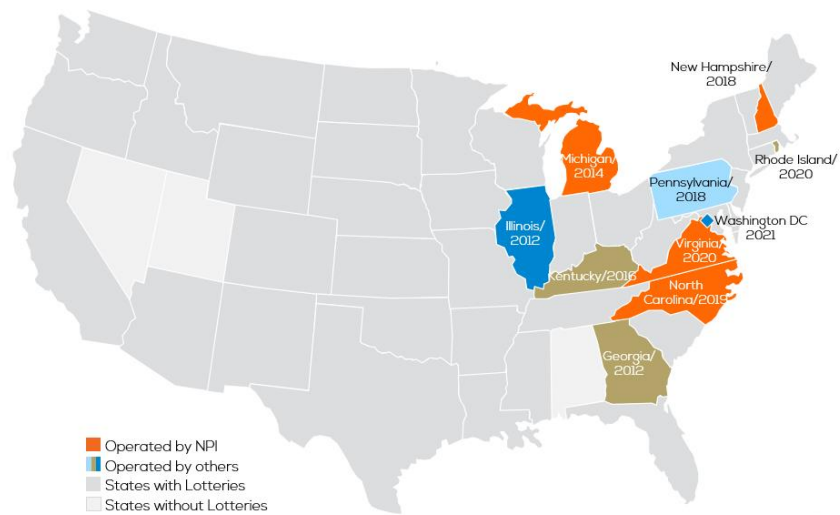 New Hampshire/
2018
Michigan/
2014
Rhode Island/
2020
Pennsylvania/
2018
Illinois/
2012
Washington DC
2021
Virginia/
2020
Kentucky/2016
North
Carolina/2019
Georgia/
2012
Operated by NPI
Operated by others
States with Lotteries
States without Lotteries